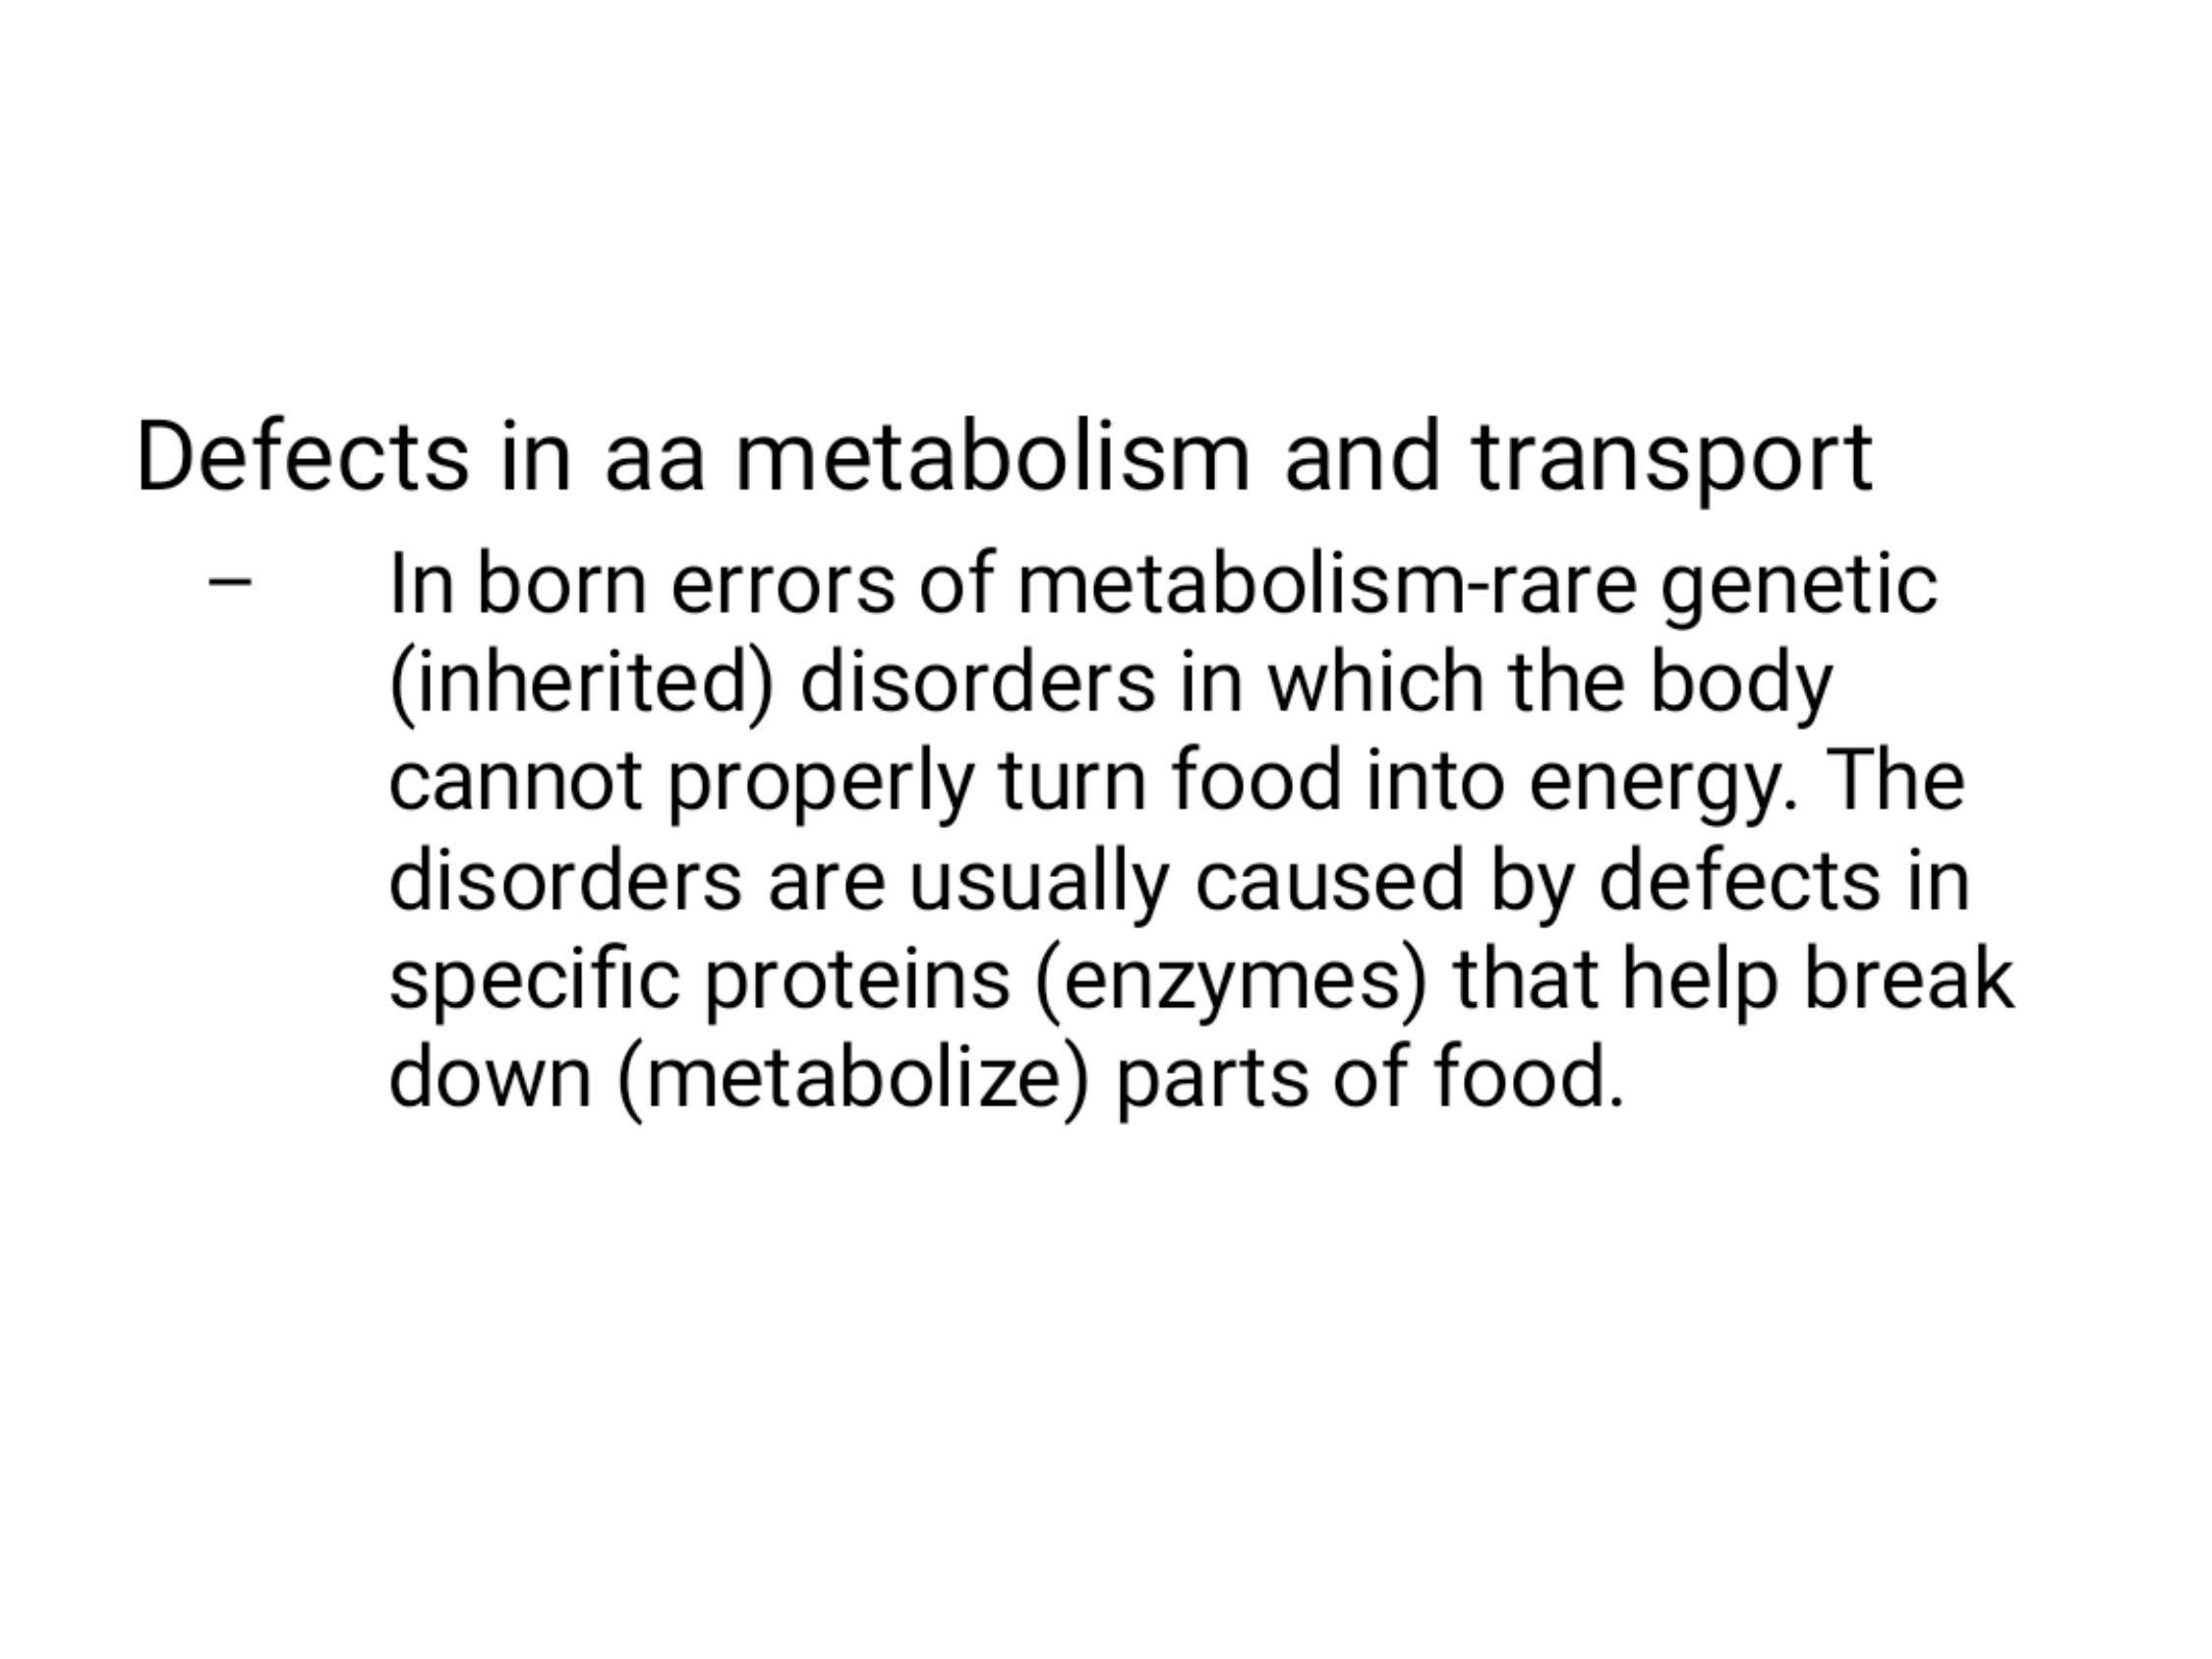 Defects in aa metabolism and transport
– In born errors of metabolism-rare genetic
(inherited) disorders in which the body
cannot properly turn food into energy. The
disorders are usually caused by defects in
specific proteins (enzymes) that help break
down (metabolize) parts of food.